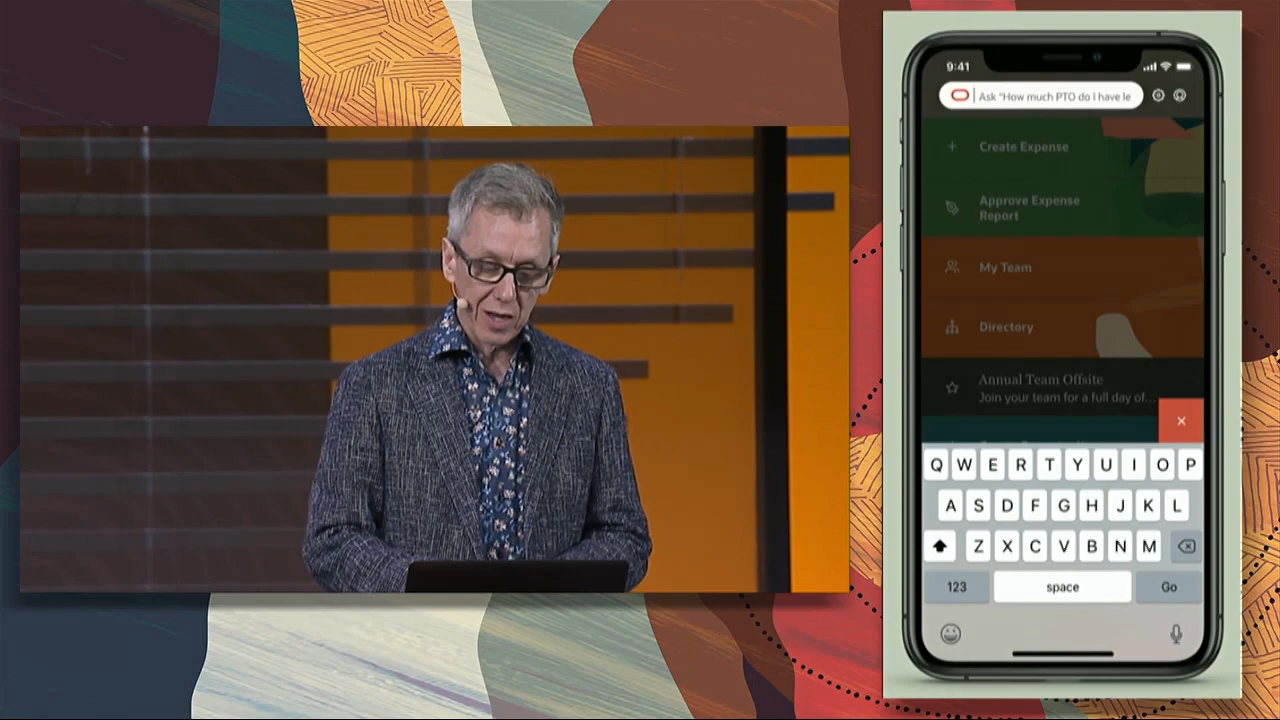 9:41
Ask "How much PTO do I have le
Create Expense
Approve Expense
Report
My Team
Directory
Annual Team Offsite
Join your team for a full day of...
Q W E R T Y U I O P
A S D F G H J K L
Z X C V B N M
123 space Go